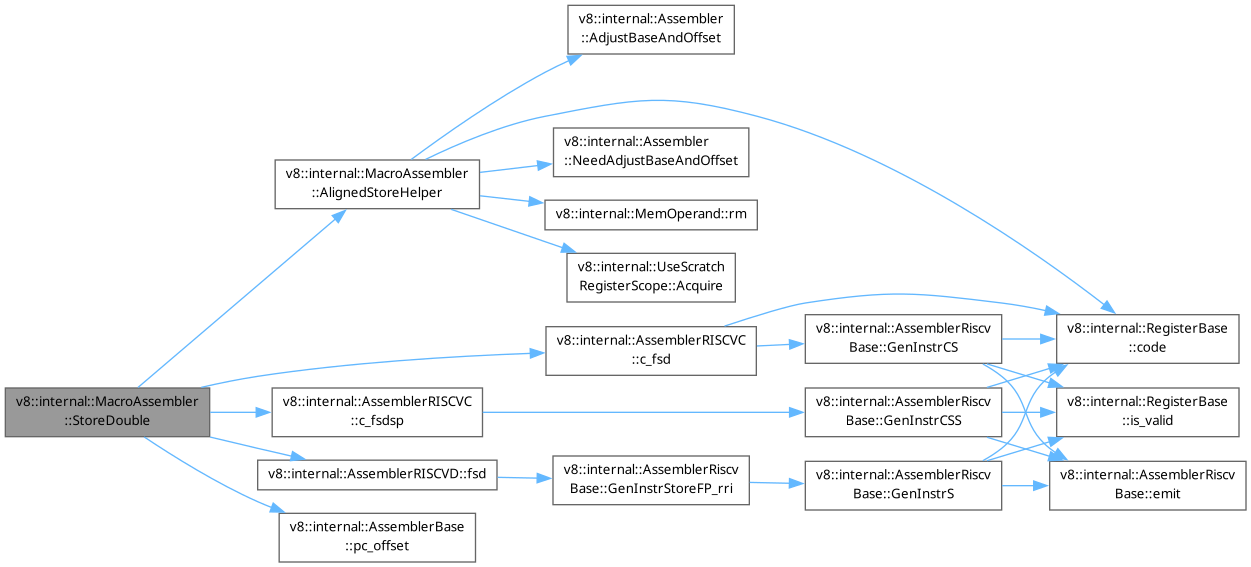 v8::internal::Assembler
::AdjustBaseAndOffset
v8::internal::Assembler
::NeedAdjustBaseAndOffset
v8::internal::MacroAssembler
::AlignedStoreHelper
v8::internal::MemOperand::rm
v8::internal::UseScratch
RegisterScope::Acquire
v8::internal::AssemblerRISCVC
::c_fsd
v8::internal::AssemblerRiscv
Base::GenInstrCS
v8::internal::RegisterBase
::code
v8::internal::MacroAssembler
::StoreDouble
v8::internal::AssemblerRISCVC
::c_fsdsp
v8::internal::AssemblerRiscv
Base::GenInstrCSS
v8::internal::RegisterBase
::is_valid
v8::internal::AssemblerRISCVD::fsd
v8::internal::AssemblerRiscv
Base::GenInstrStoreFP_rri
v8::internal::AssemblerRiscv
Base::GenInstrS
v8::internal::AssemblerRiscv
Base::emit
v8::internal::AssemblerBase
::pc_offset